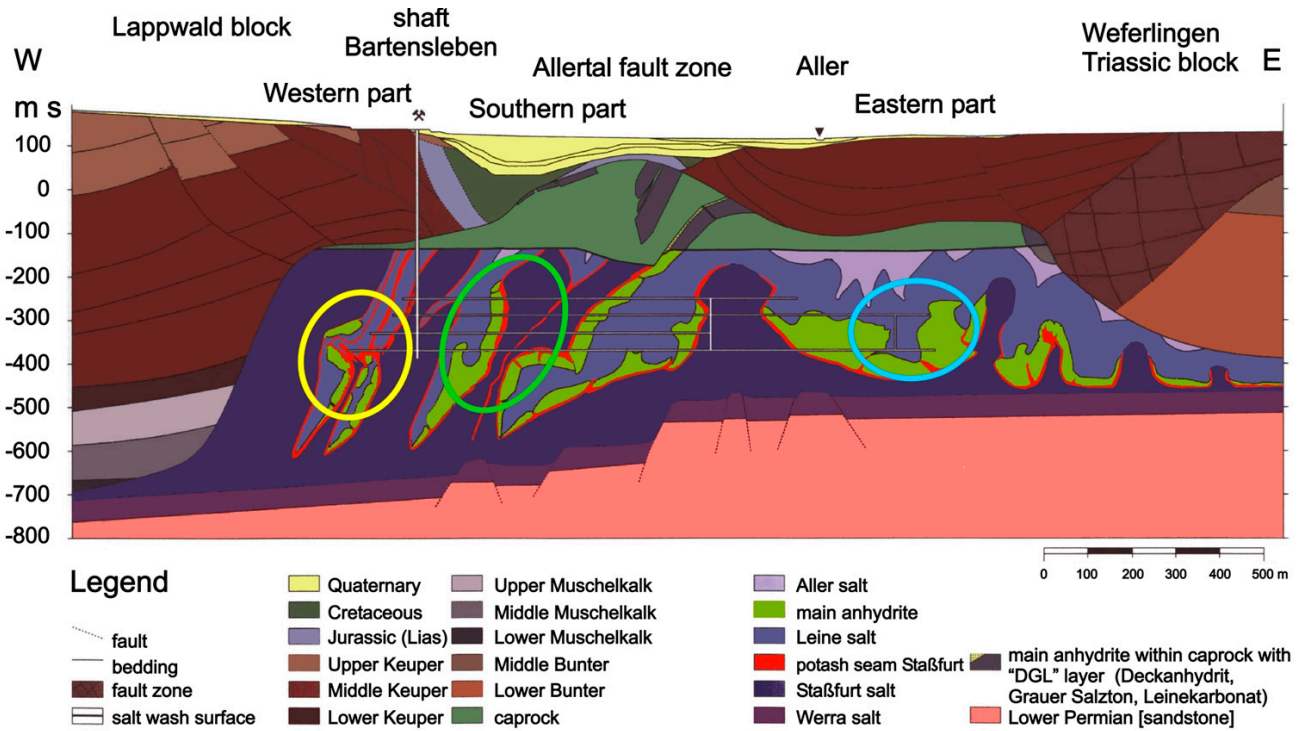 Lappwald block
shaft
Bartensleben
Weferlingen
Triassic block
W
E
Allertal fault zone
Aller
Western part
Southern part
Eastern part
m s
100
0
-100
-200
-300
-400
-500
-600
-700
-800
0 100 200 300 400 500 m
Legend
fault
bedding
fault zone
salt wash surface
Quaternary
Cretaceous
Jurassic (Lias)
Upper Keuper
Middle Keuper
Lower Keuper
Upper Muschelkalk
Middle Muschelkalk
Lower Muschelkalk
Middle Bunter
Lower Bunter
caprock
Aller salt
main anhydrite
Leine salt
potash seam Staßfurt
Staßfurt salt
Werra salt
main anhydrite within caprock with
“DGL” layer (Deckanhydrit,
Grauer Salzton, Leinekarbonat)
Lower Permian [sandstone]